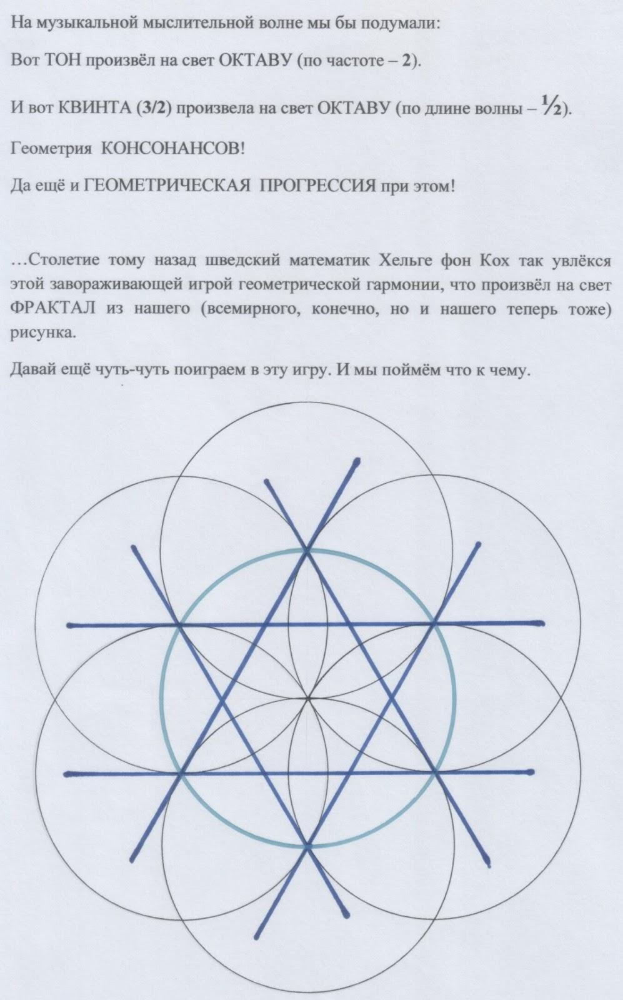 На музыкальной мыслительной волне мы бы подумали:
Вот ТОН произвёл на свет ОКТАВУ (по частоте – 2).
И вот КВИНТА (3/2) произвела на свет ОКТАВУ (по длине волны – ½).
Геометрия КОНСОНАНСОВ!
Да ещё и ГЕОМЕТРИЧЕСКАЯ ПРОГРЕССИЯ при этом!
…Столетие тому назад шведский математик Хельге фон Кох так увлёкся
этой завораживающей игрой геометрической гармонии, что произвёл на свет
ФРАКТАЛ из нашего (всемирного, конечно, но и нашего теперь тоже)
рисунка.
Давай ещё чуть-чуть поиграем в эту игру. И мы поймём что к чему.